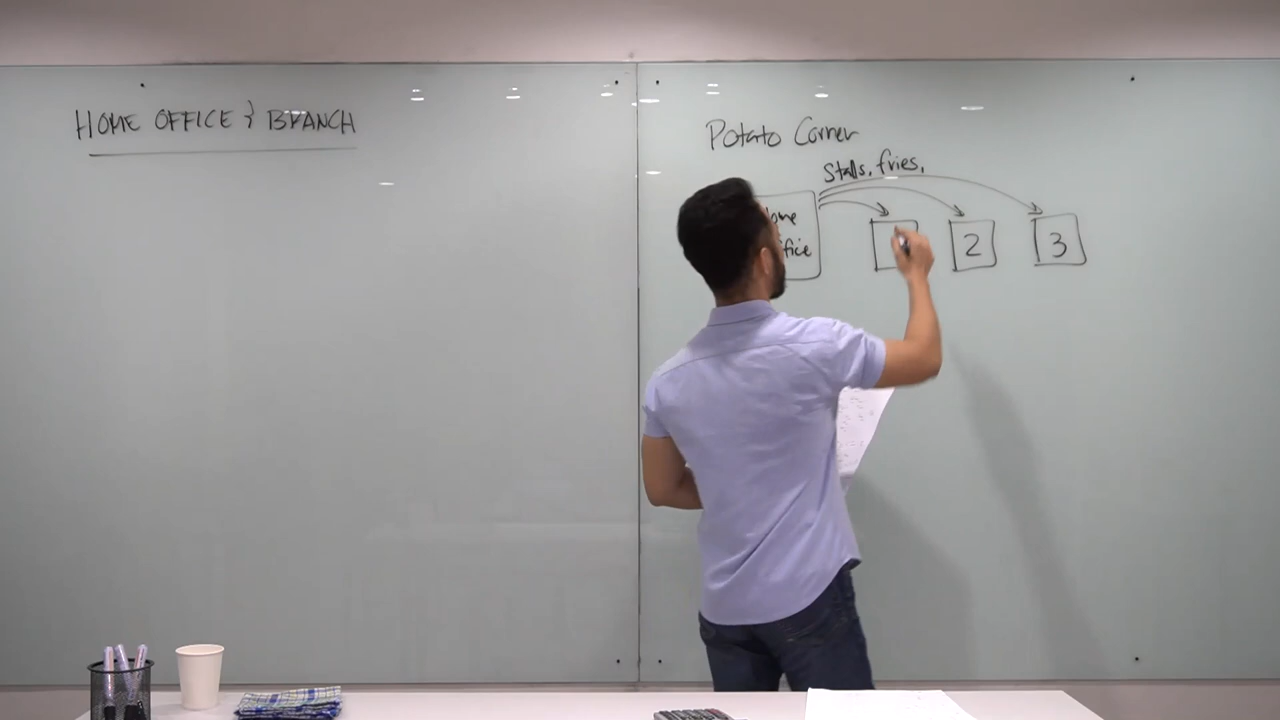 HOME OFFICE & BRANCH
Potato Corner
Stalls, fries,
2
3